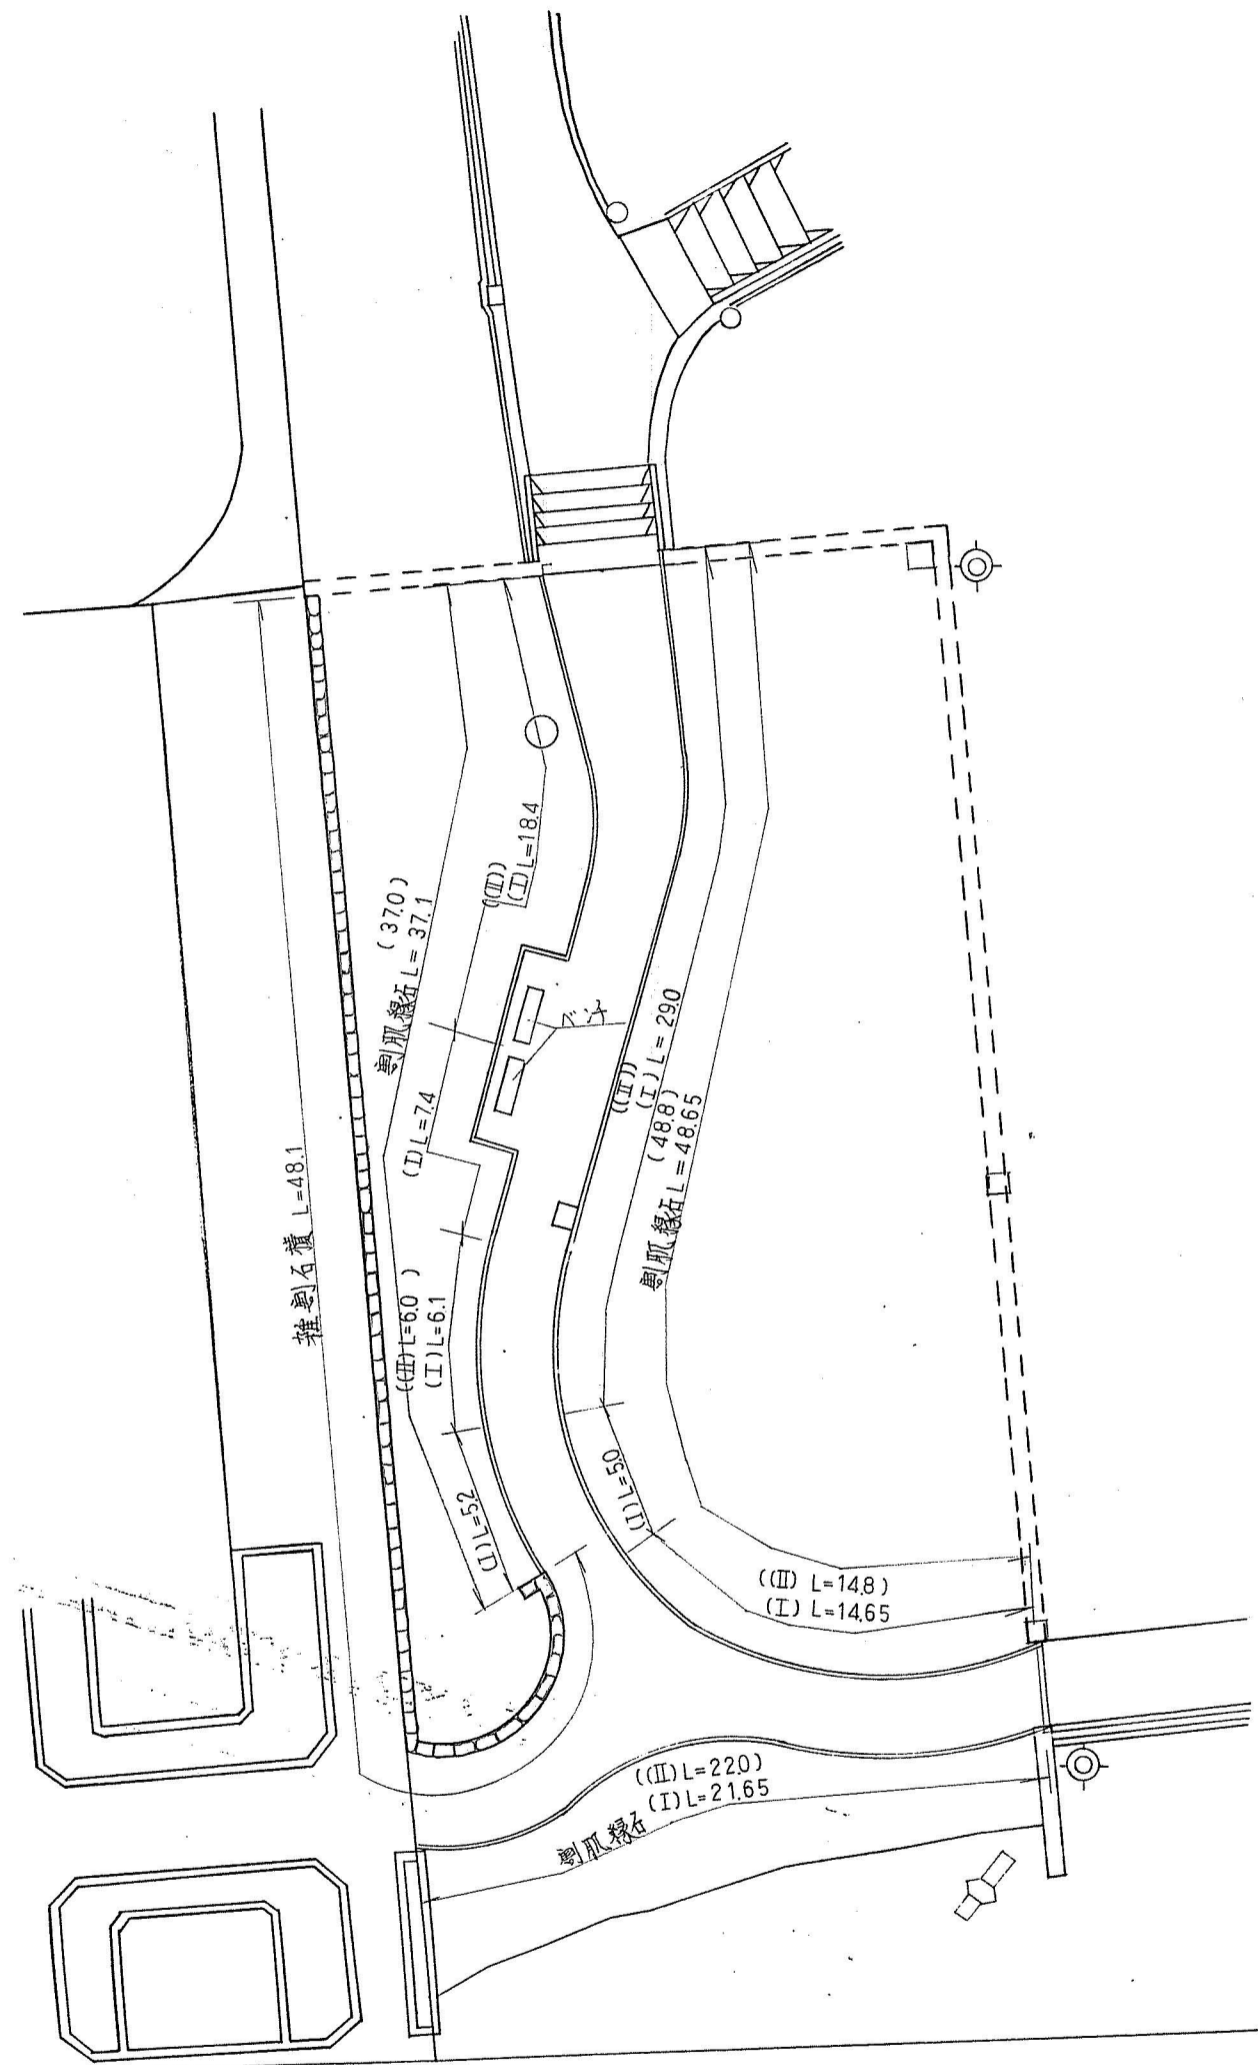 (37.0)
割肌縁石 L=37.1
((II))
(I)L=18.4
(I)L=7.4
ベンチ
((II)L=6.0)
(I)L=6.1
(I)L=5.2
雑割石積 L=48.1
((II))
(I)L=29.0
(48.8)
割肌縁石 L=48.65
(I)L=5.0
((II) L=14.8)
(I) L=14.65
((II)L=22.0)
(I)L=21.65
割肌縁石